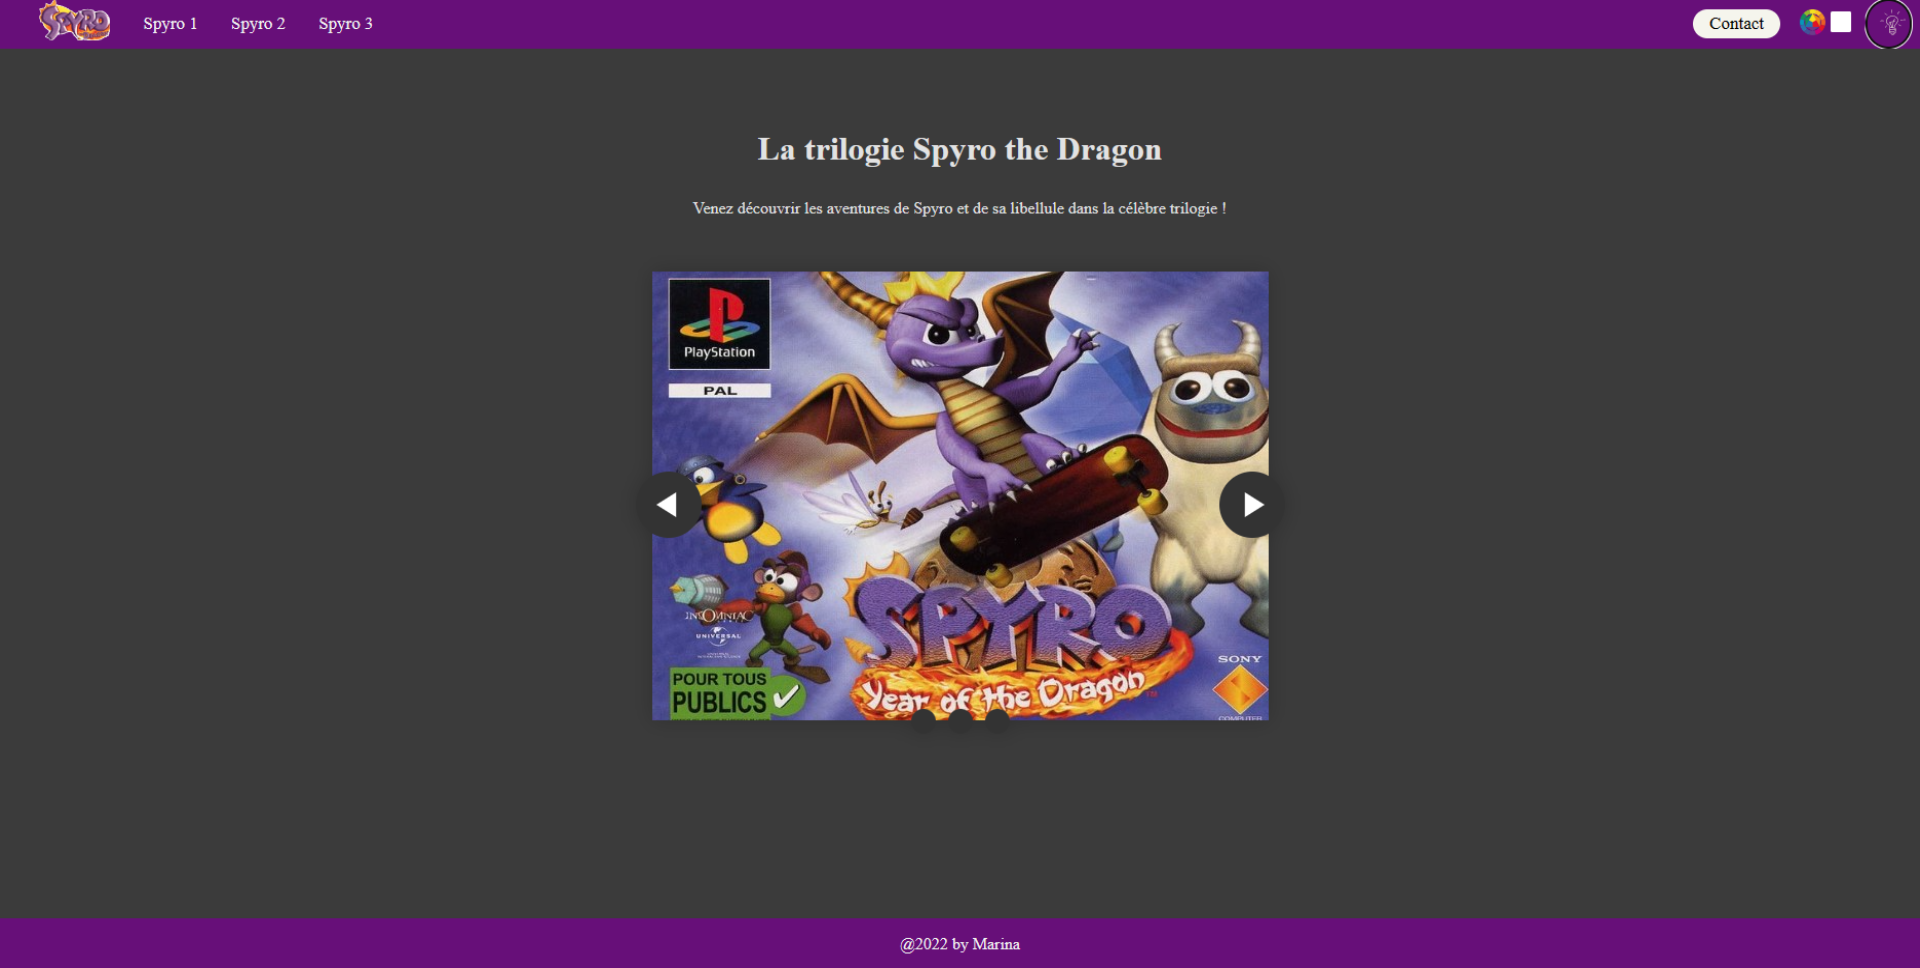 SPYRO
Spyro 1
Spyro 2
Spyro 3
Contact
La trilogie Spyro the Dragon
Venez découvrir les aventures de Spyro et de sa libellule dans la célèbre trilogie !
PlayStation
PAL
INSOMNIAC
UNIVERSAL
SPYRO
Year of the Dragon™
POUR TOUS
PUBLICS
SONY
COMPUTER
@2022 by Marina